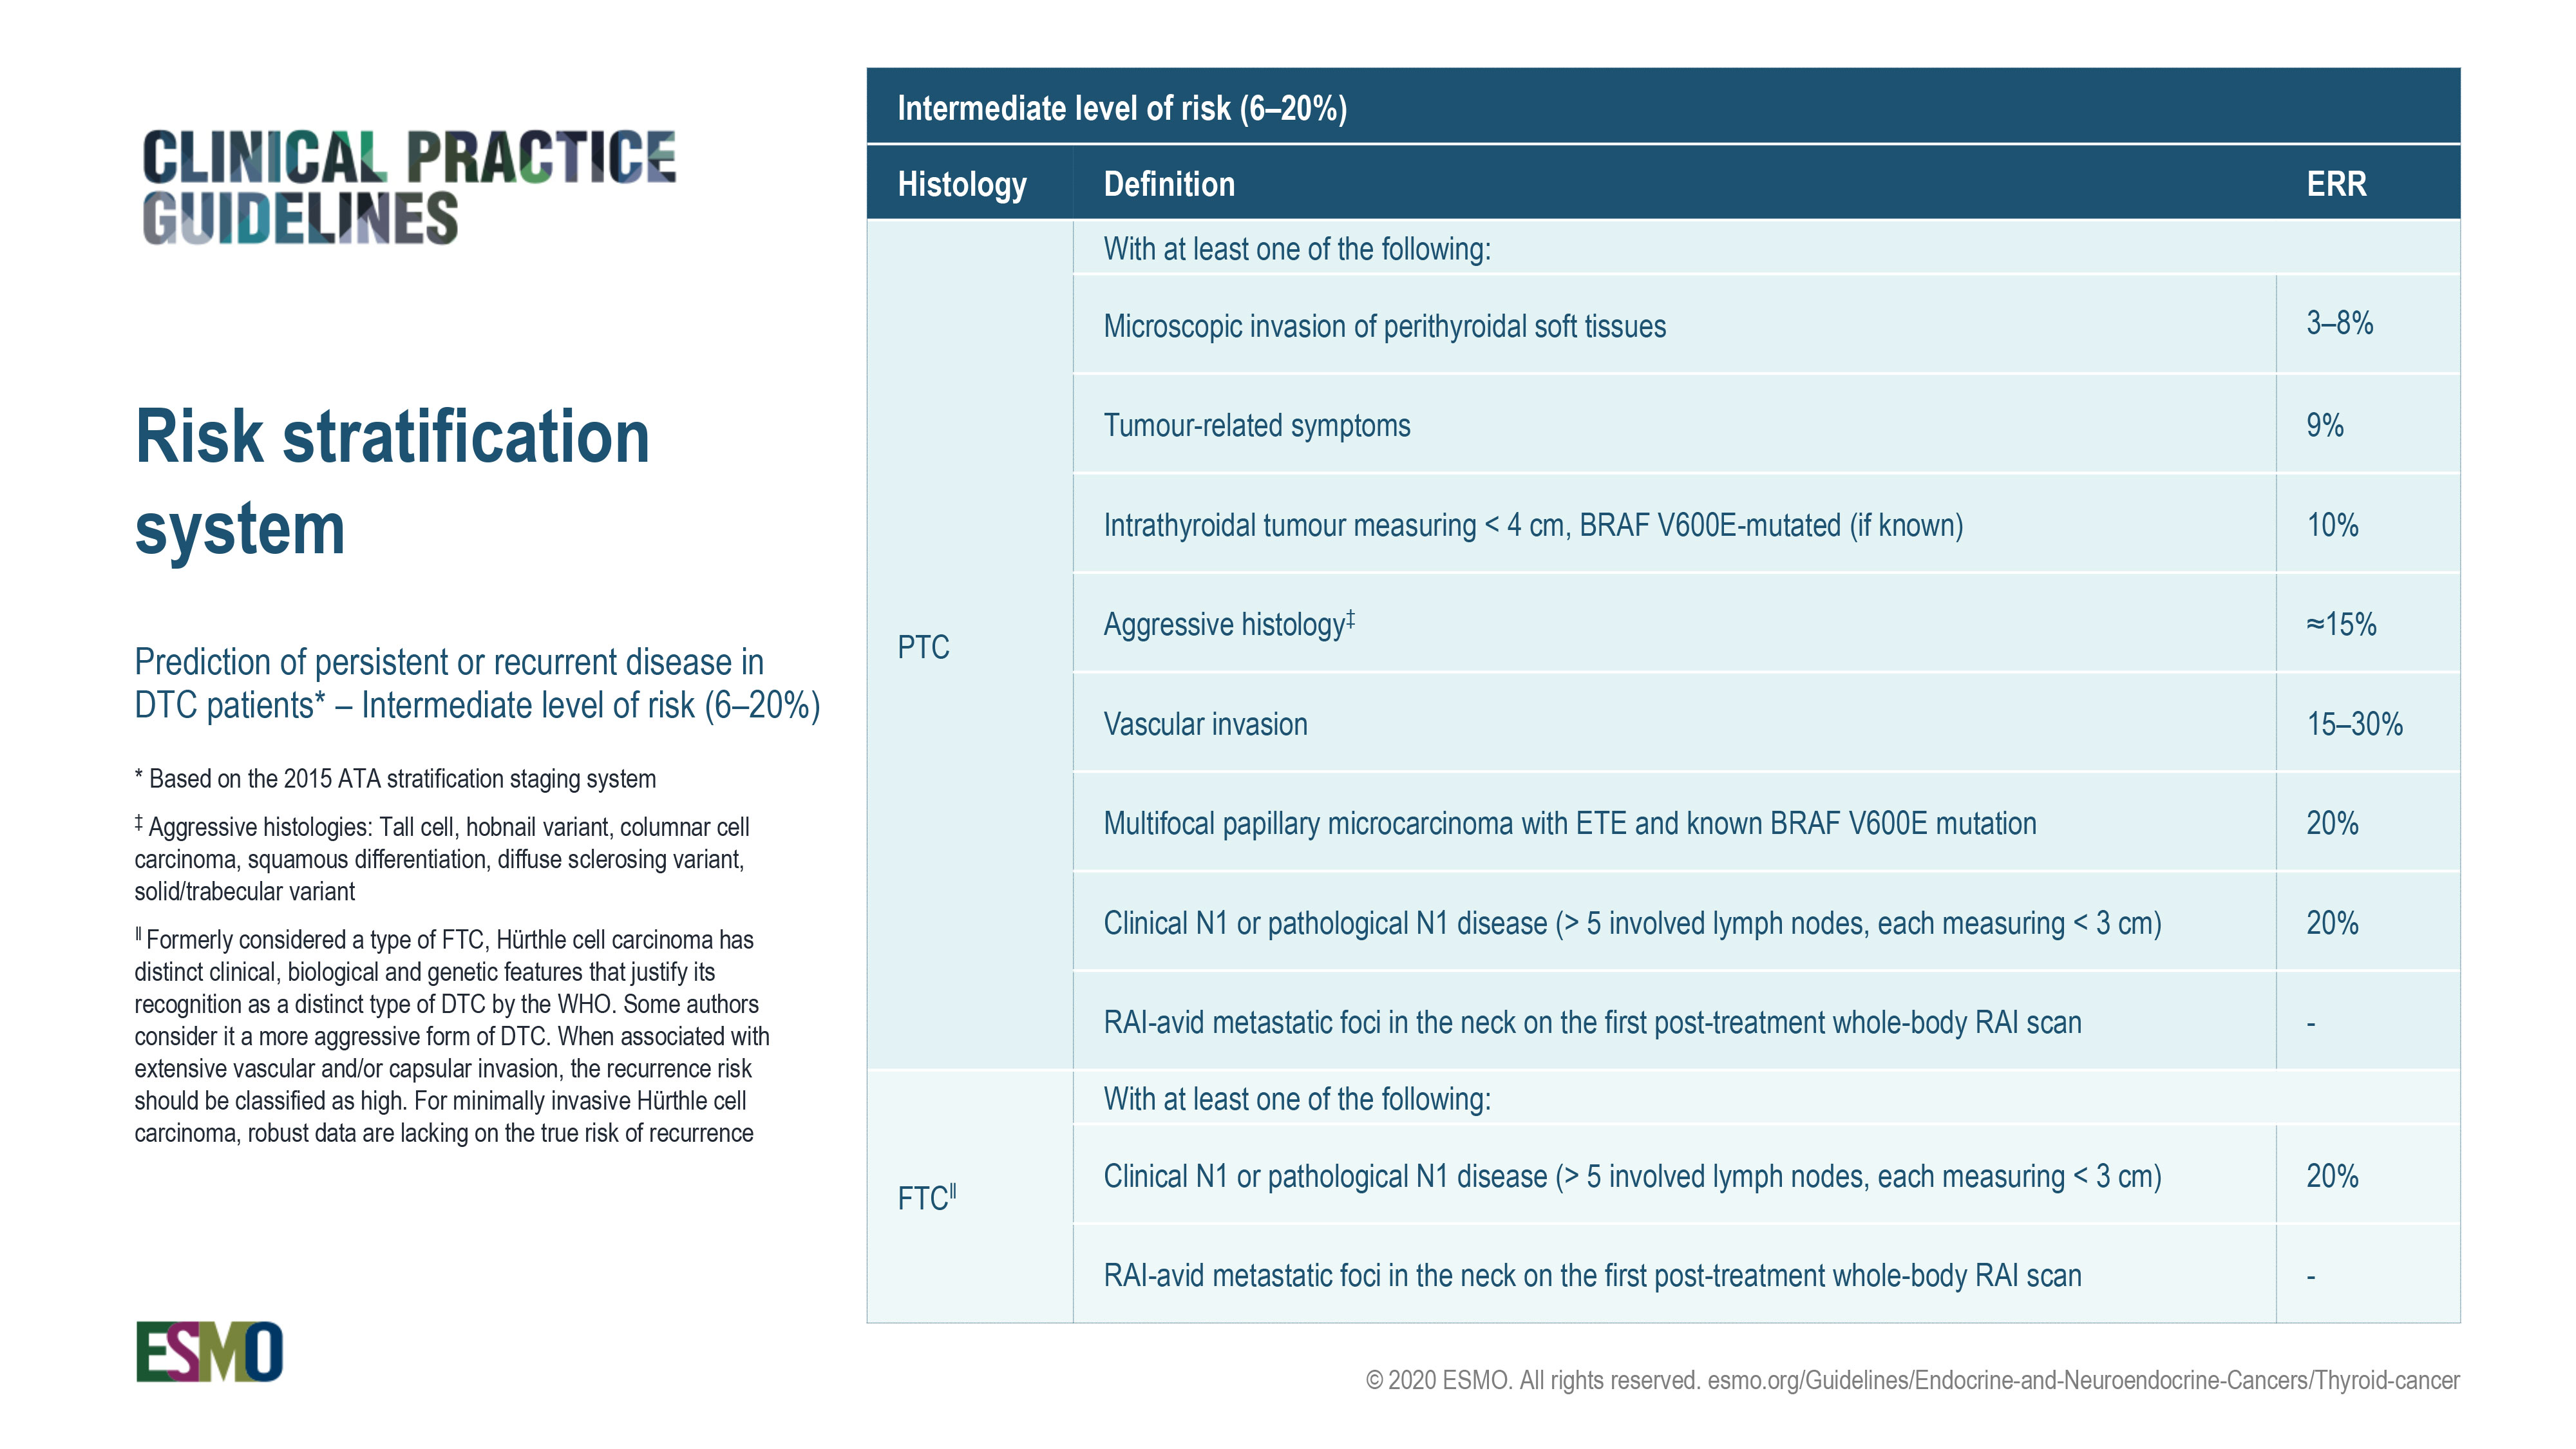 CLINICAL PRACTICE
GUIDELINES
Risk stratification
system
Prediction of persistent or recurrent disease in
DTC patients* – Intermediate level of risk (6–20%)
* Based on the 2015 ATA stratification staging system
‡ Aggressive histologies: Tall cell, hobnail variant, columnar cell
carcinoma, squamous differentiation, diffuse sclerosing variant,
solid/trabecular variant
‖ Formerly considered a type of FTC, Hürthle cell carcinoma has
distinct clinical, biological and genetic features that justify its
recognition as a distinct type of DTC by the WHO. Some authors
consider it a more aggressive form of DTC. When associated with
extensive vascular and/or capsular invasion, the recurrence risk
should be classified as high. For minimally invasive Hürthle cell
carcinoma, robust data are lacking on the true risk of recurrence
ESMO
Intermediate level of risk (6–20%)
Histology Definition ERR
PTC
With at least one of the following:
Microscopic invasion of perithyroidal soft tissues 3–8%
Tumour-related symptoms 9%
Intrathyroidal tumour measuring < 4 cm, BRAF V600E-mutated (if known) 10%
Aggressive histology‡ ≈15%
Vascular invasion 15–30%
Multifocal papillary microcarcinoma with ETE and known BRAF V600E mutation 20%
Clinical N1 or pathological N1 disease (> 5 involved lymph nodes, each measuring < 3 cm) 20%
RAI-avid metastatic foci in the neck on the first post-treatment whole-body RAI scan -
FTC‖
With at least one of the following:
Clinical N1 or pathological N1 disease (> 5 involved lymph nodes, each measuring < 3 cm) 20%
RAI-avid metastatic foci in the neck on the first post-treatment whole-body RAI scan -
© 2020 ESMO. All rights reserved. esmo.org/Guidelines/Endocrine-and-Neuroendocrine-Cancers/Thyroid-cancer